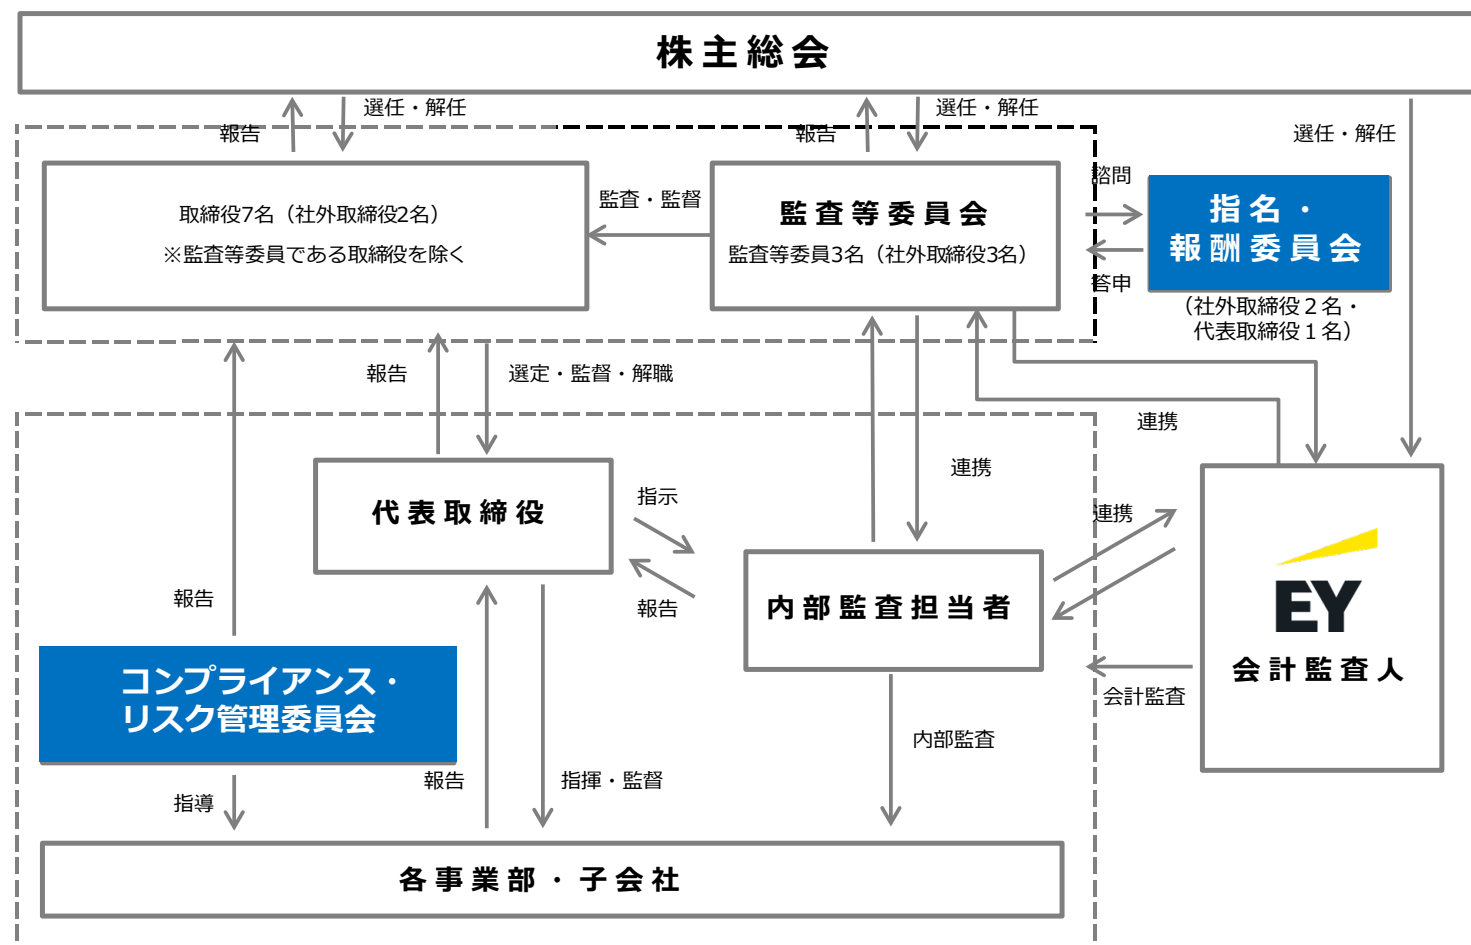 株主総会
報告
選任・解任
報告
選任・解任
選任・解任
取締役7名（社外取締役2名）
※監査等委員である取締役を除く
監査・監督
監査等委員会
監査等委員3名（社外取締役3名）
諮問
答申
指名・
報酬委員会
（社外取締役２名・
代表取締役１名）
報告
選定・監督・解職
連携
連携
代表取締役
指示
報告
内部監査担当者
連携
EY
会計監査人
会計監査
報告
コンプライアンス・
リスク管理委員会
指導
報告
指揮・監督
内部監査
各事業部・子会社